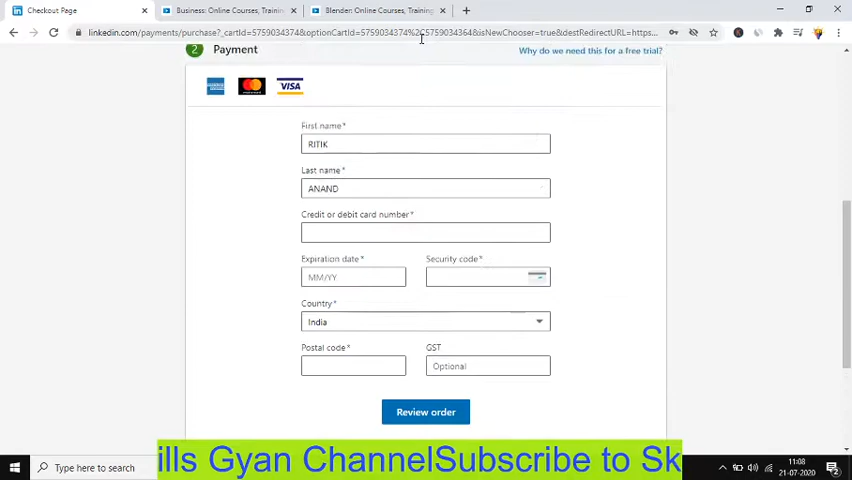 Checkout Page
Business: Online Courses, Training
Blender: Online Courses, Training
linkedin.com/payments/purchase?_cartId=5759034374&optionCartId=5759034374%2C5759034364&isNewChooser=true&destRedirectURL=https...
2 Payment
Why do we need this for a free trial?
VISA
First name*
RITIK
Last name*
ANAND
Credit or debit card number*
Expiration date*
Security code*
MM/YY
Country*
India
Postal code*
GST
Optional
Review order
ills Gyan ChannelSubscribe to Sk
Type here to search
11:08
21-07-2020
2